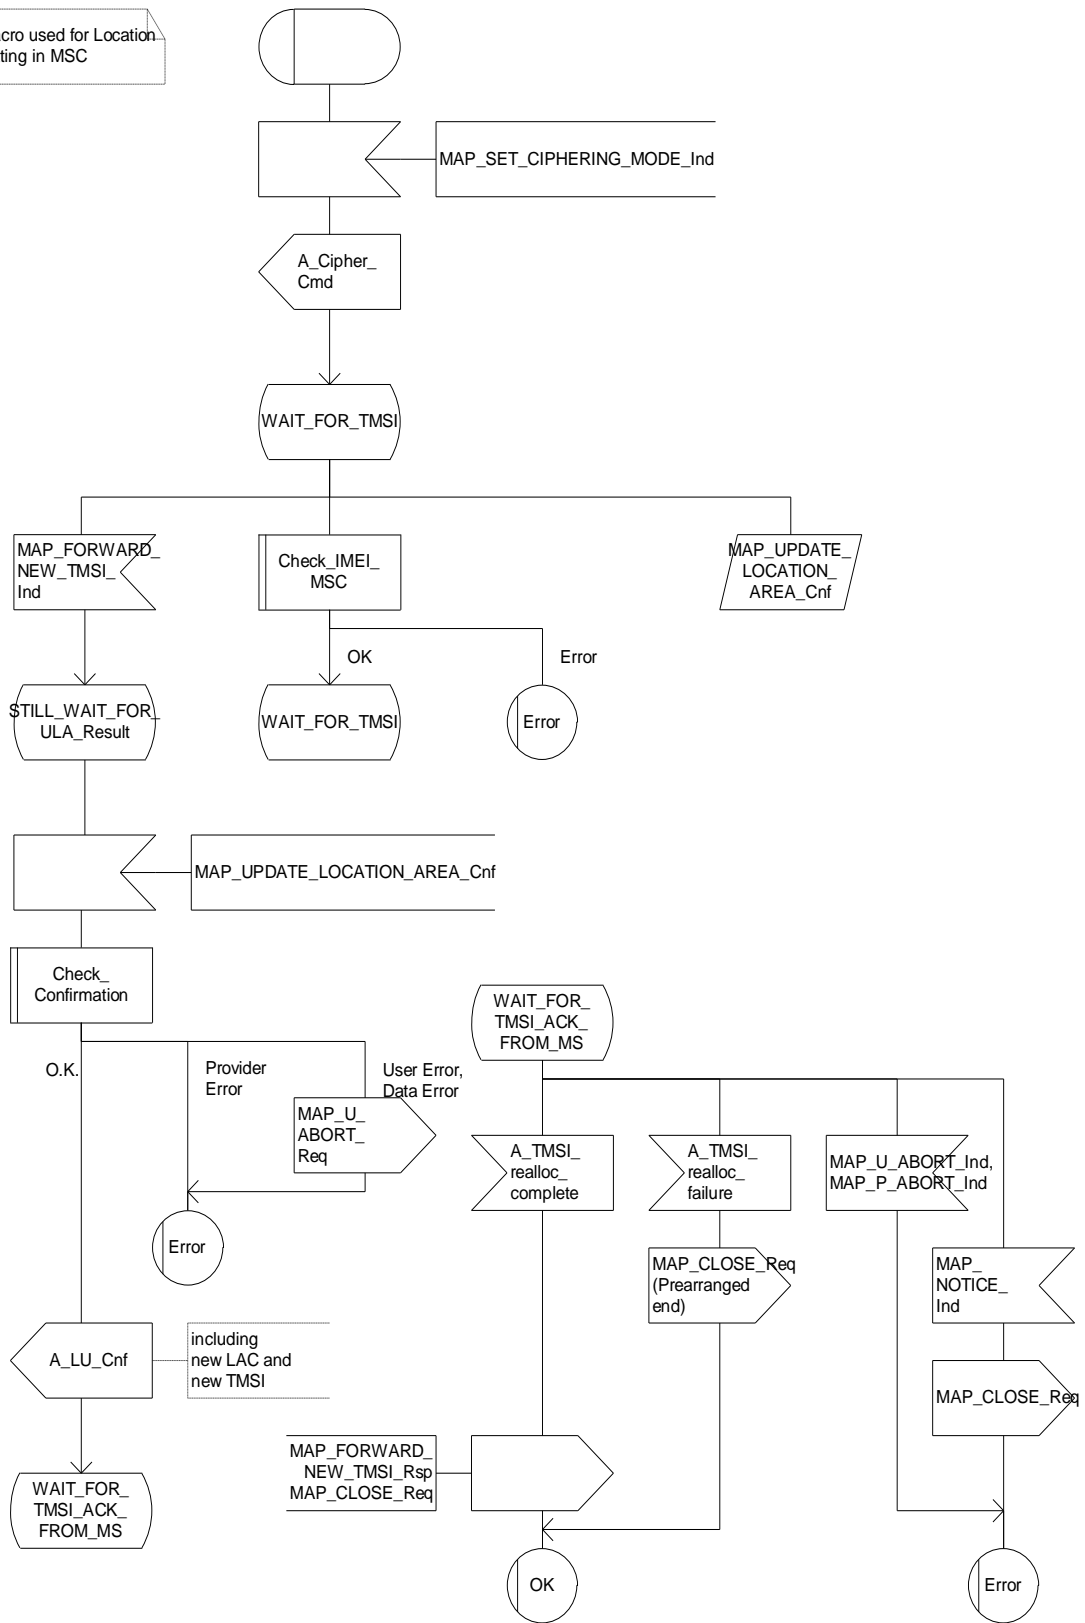 cro used for Location
ting in MSC
MAP_SET_CIPHERING_MODE_Ind
A_Cipher_
Cmd
WAIT_FOR_TMSI
MAP_FORWARD_
NEW_TMSI_
Ind
Check_IMEI_
MSC
MAP_UPDATE_
LOCATION_
AREA_Cnf
OK
Error
STILL_WAIT_FOR_
ULA_Result
WAIT_FOR_TMSI
Error
MAP_UPDATE_LOCATION_AREA_Cnf
Check_
Confirmation
O.K.
Provider
Error
User Error,
Data Error
MAP_U_
ABORT_
Req
Error
A_LU_Cnf
including
new LAC and
new TMSI
WAIT_FOR_
TMSI_ACK_
FROM_MS
WAIT_FOR_
TMSI_ACK_
FROM_MS
A_TMSI_
realloc_
complete
A_TMSI_
realloc_
failure
MAP_U_ABORT_Ind,
MAP_P_ABORT_Ind
MAP_CLOSE_Req
(Prearranged
end)
MAP_
NOTICE_
Ind
MAP_CLOSE_Req
MAP_FORWARD_
NEW_TMSI_Rsp
MAP_CLOSE_Req
OK
Error